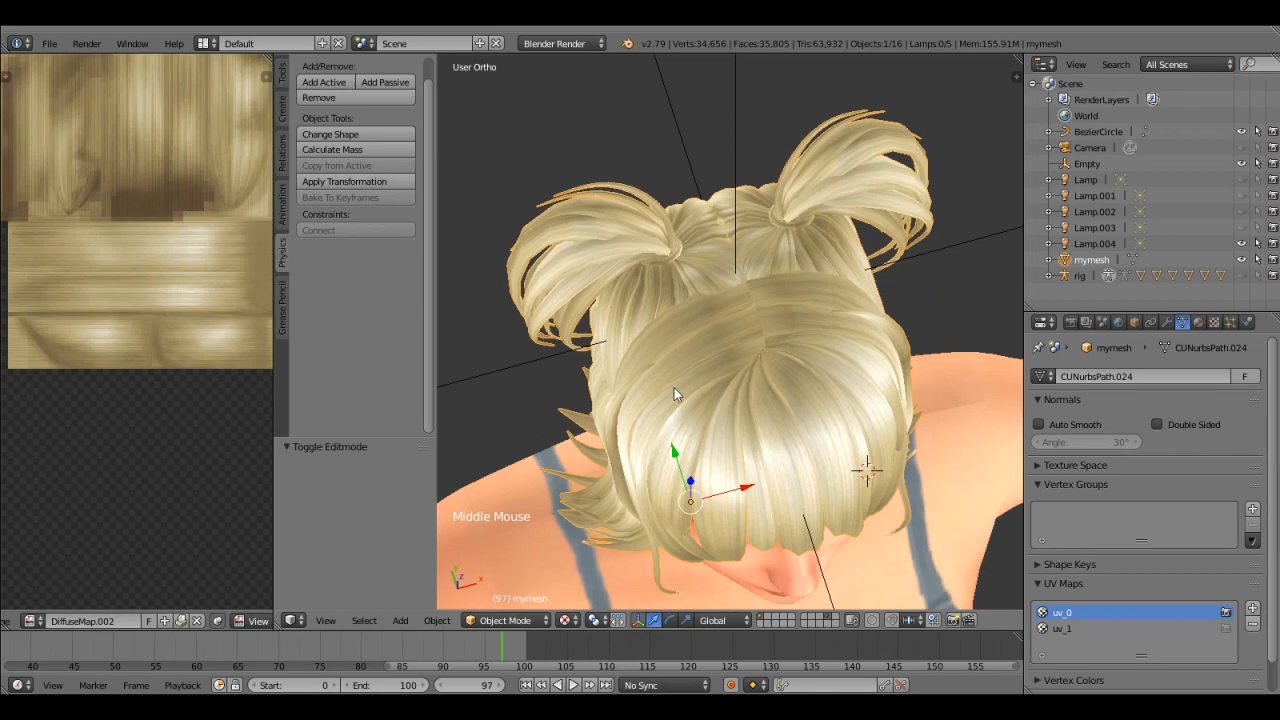 File Render Window Help Default Scene Blender Render v2.79 | Verts:34,656 | Faces:35,805 | Tris:63,932 | Objects:1/16 | Lamps:0/5 | Mem:155.91M | mymesh
Tools
Create
Relations
Animation
Physics
Grease Pencil
Add/Remove:
Add Active Add Passive
Remove
Object Tools:
Change Shape
Calculate Mass
Copy from Active
Apply Transformation
Bake To Keyframes
Constraints:
Connect
Toggle Editmode
User Ortho
Middle Mouse
z
y
x
(97) mymesh
View Search All Scenes
Scene
RenderLayers |
World
BezierCircle |
Camera |
Empty
Lamp |
Lamp.001 |
Lamp.002 |
Lamp.003 |
Lamp.004 |
mymesh |
rig |
mymesh CUNurbsPath.024
CUNurbsPath.024 F
Normals
Auto Smooth Double Sided
Angle: 30°
Texture Space
Vertex Groups
Shape Keys
UV Maps
uv_0
uv_1
Vertex Colors
ge DiffuseMap.002 F View
View Select Add Object Object Mode Global
40 45 50 55 60 65 70 75 80 85 90 95 100 105 110 115 120 125 130 135 140 145 150 155
View Marker Frame Playback Start: 0 End: 100 97 No Sync